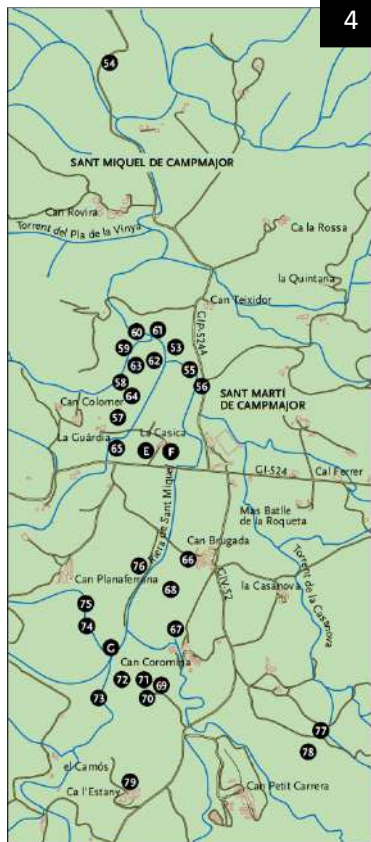 4
54
SANT MIQUEL DE CAMPMAJOR
Can Rovira
Torrent del Pla de la Vinya
Ca la Rossa
la Quintana
Can Teixidor
GIP-5244
60
61
59
53
62
63
55
58
56
64
Can Colomer
SANT MARTÍ
DE CAMPMAJOR
57
La Guàrdia
La Casica
65
E
F
GI-524
Cal Ferrer
Riera de Sant Miquel
Mas Batlle
de la Roqueta
Can Brugada
76
66
Torrent de la Casanova
Can Planaferrana
GIV-52
la Casanova
68
75
74
67
G
Can Coromina
72
71
69
73
70
77
78
el Camós
79
Ca l'Estany
Can Petit Carrera